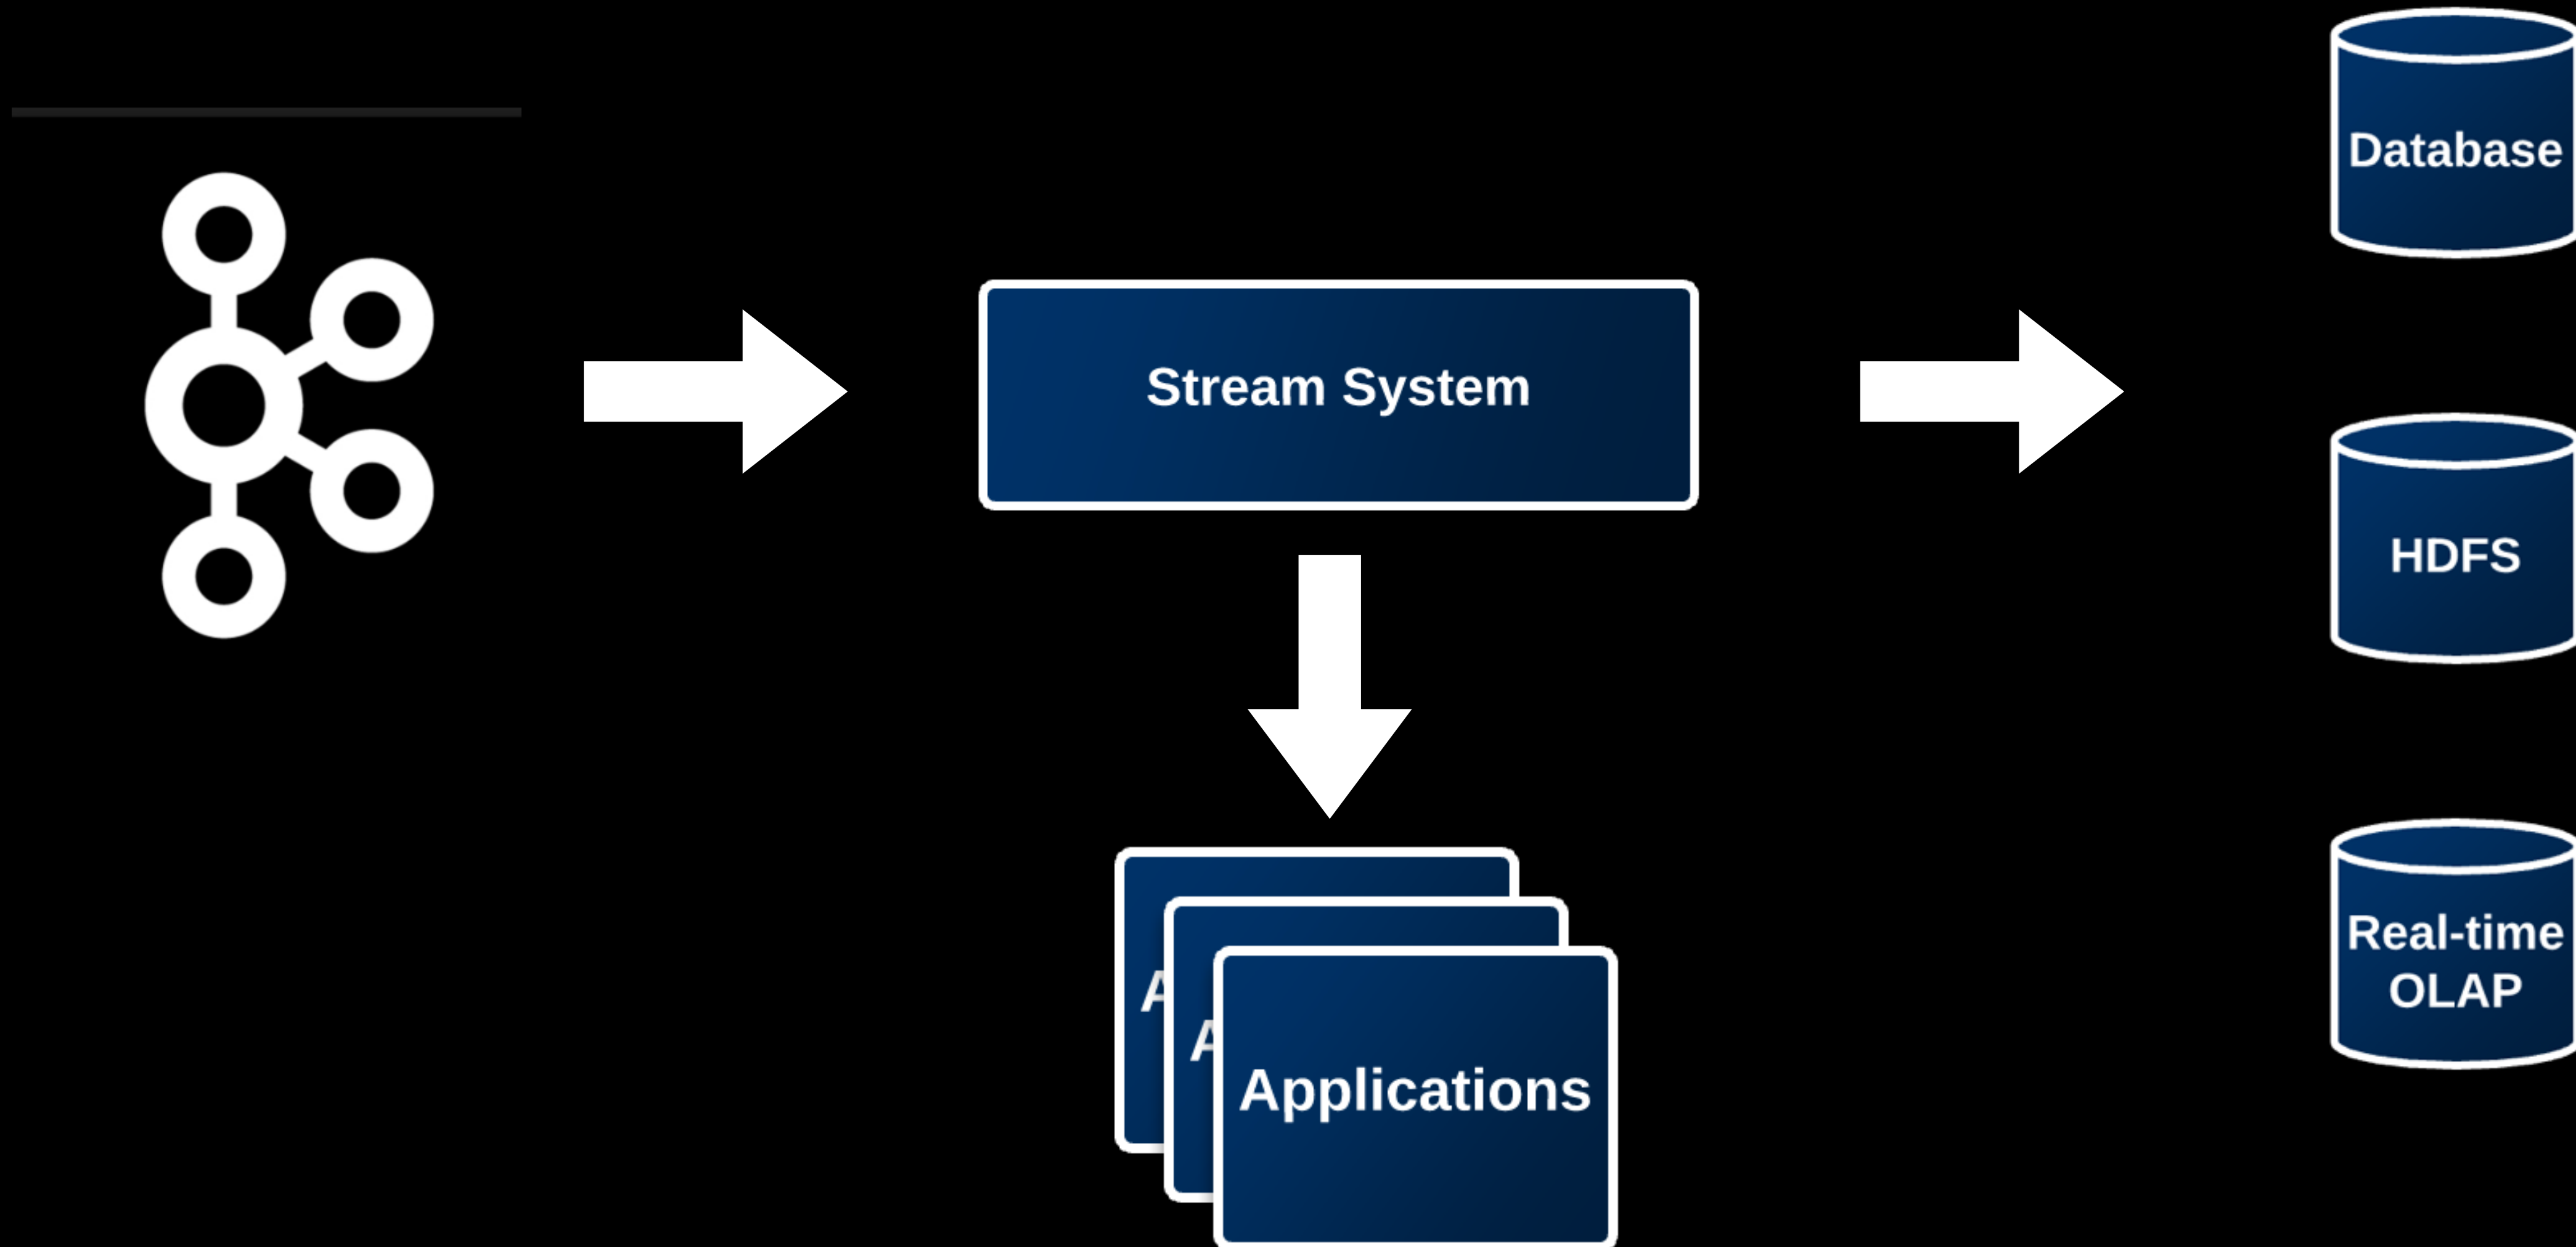 Database
Stream System
HDFS
Real-time
OLAP
A
A
Applications